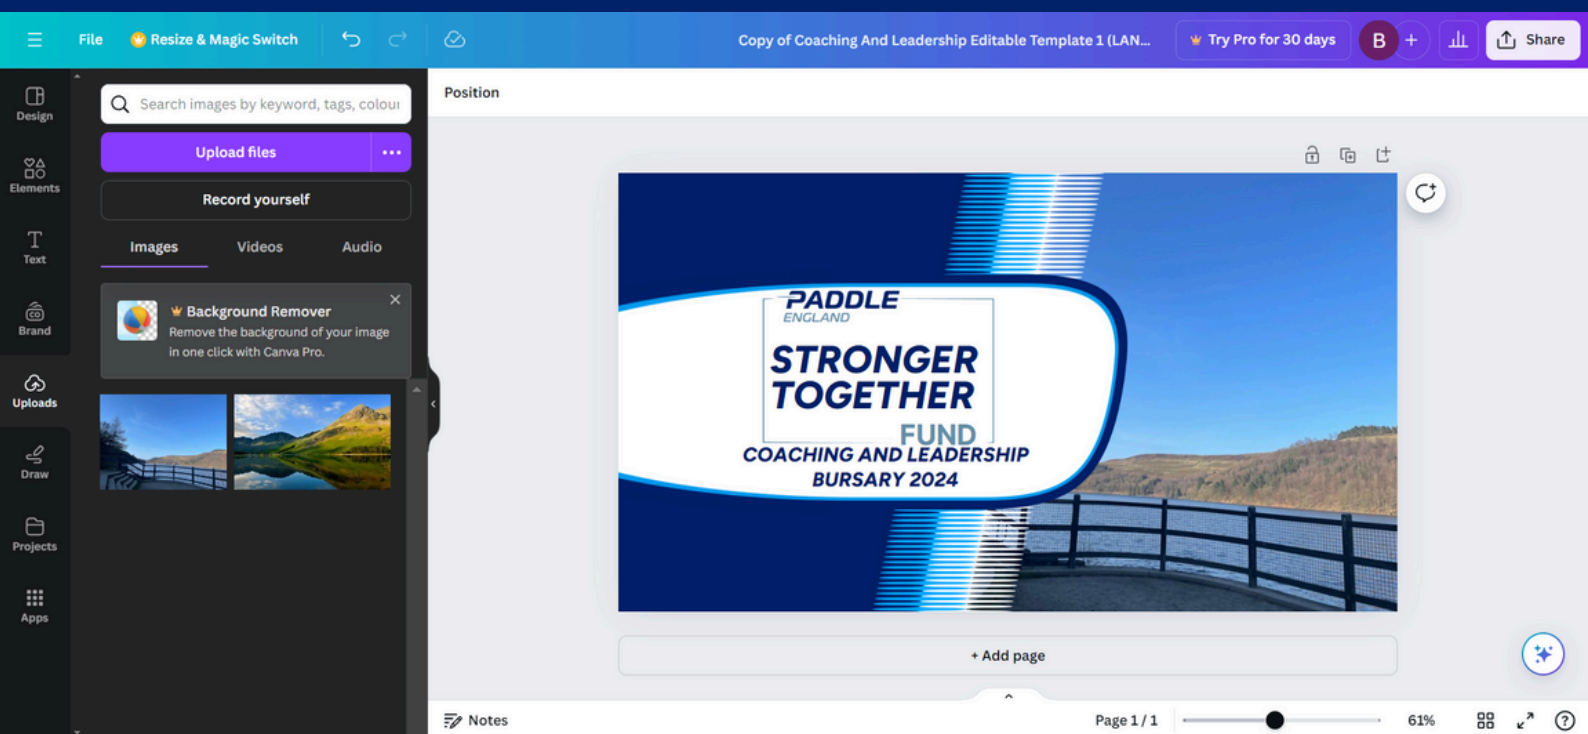 File
Resize & Magic Switch
Copy of Coaching And Leadership Editable Template 1 (LAN...
Try Pro for 30 days
B
+
Share
Design
Elements
Text
Brand
Uploads
Draw
Projects
Apps
Search images by keyword, tags, colour
Upload files
Record yourself
Images Videos Audio
Background Remover
Remove the background of your image
in one click with Canva Pro.
Position
PADDLE
ENGLAND
STRONGER
TOGETHER
FUND
COACHING AND LEADERSHIP
BURSARY 2024
+ Add page
Notes
Page 1 / 1
61%